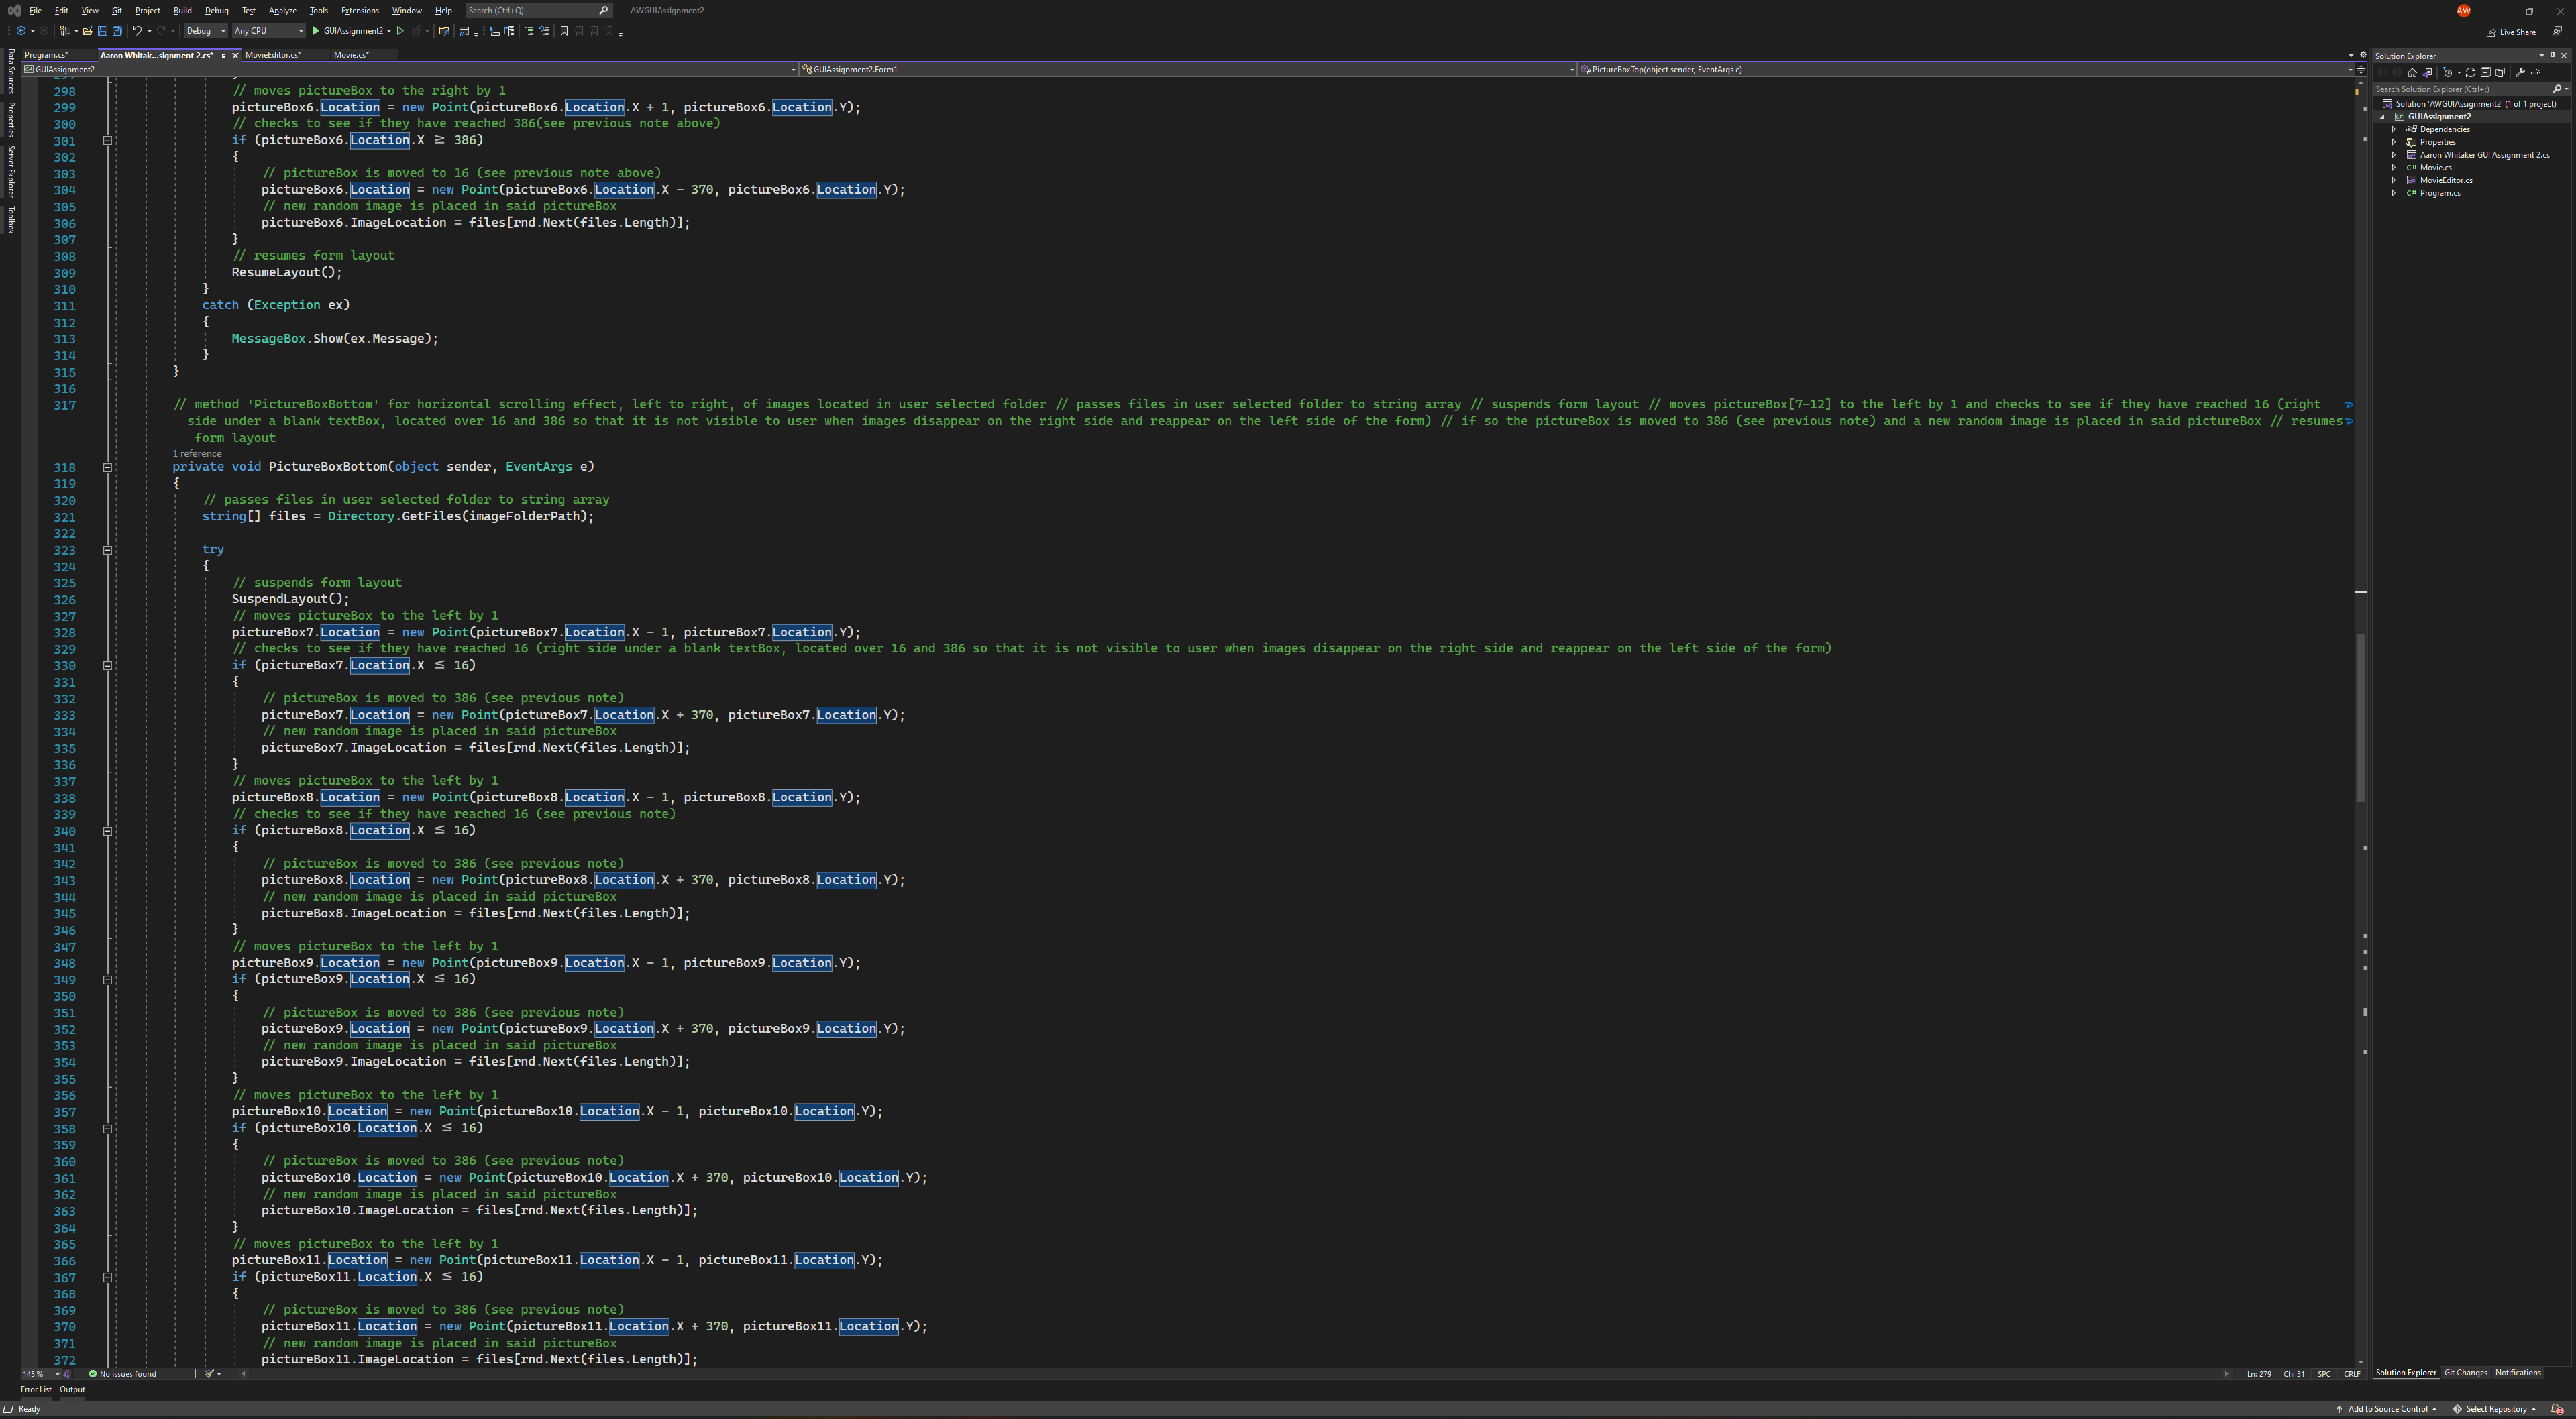 File Edit View Git Project Build Debug Test Analyze Tools Extensions Window Help Search (Ctrl+Q) AWGUIAssignment2 AW
Debug Any CPU GUIAssignment2 Live Share
Program.cs* Aaron Whitak...signment 2.cs* MovieEditor.cs* Movie.cs*
GUIAssignment2 GUIAssignment2.Form1 PictureBoxTop(object sender, EventArgs e)
Data Sources
Properties
Server Explorer
Toolbox
298 // moves pictureBox to the right by 1
299 pictureBox6.Location = new Point(pictureBox6.Location.X + 1, pictureBox6.Location.Y);
300 // checks to see if they have reached 386(see previous note above)
301 if (pictureBox6.Location.X ≥ 386)
302 {
303 // pictureBox is moved to 16 (see previous note above)
304 pictureBox6.Location = new Point(pictureBox6.Location.X - 370, pictureBox6.Location.Y);
305 // new random image is placed in said pictureBox
306 pictureBox6.ImageLocation = files[rnd.Next(files.Length)];
307 }
308 // resumes form layout
309 ResumeLayout();
310 }
311 catch (Exception ex)
312 {
313 MessageBox.Show(ex.Message);
314 }
315 }
316
317 // method 'PictureBoxBottom' for horizontal scrolling effect, left to right, of images located in user selected folder // passes files in user selected folder to string array // suspends form layout // moves pictureBox[7-12] to the left by 1 and checks to see if they have reached 16 (right
side under a blank textBox, located over 16 and 386 so that it is not visible to user when images disappear on the right side and reappear on the left side of the form) // if so the pictureBox is moved to 386 (see previous note) and a new random image is placed in said pictureBox // resumes
form layout
1 reference
318 private void PictureBoxBottom(object sender, EventArgs e)
319 {
320 // passes files in user selected folder to string array
321 string[] files = Directory.GetFiles(imageFolderPath);
322
323 try
324 {
325 // suspends form layout
326 SuspendLayout();
327 // moves pictureBox to the left by 1
328 pictureBox7.Location = new Point(pictureBox7.Location.X - 1, pictureBox7.Location.Y);
329 // checks to see if they have reached 16 (right side under a blank textBox, located over 16 and 386 so that it is not visible to user when images disappear on the right side and reappear on the left side of the form)
330 if (pictureBox7.Location.X ≤ 16)
331 {
332 // pictureBox is moved to 386 (see previous note)
333 pictureBox7.Location = new Point(pictureBox7.Location.X + 370, pictureBox7.Location.Y);
334 // new random image is placed in said pictureBox
335 pictureBox7.ImageLocation = files[rnd.Next(files.Length)];
336 }
337 // moves pictureBox to the left by 1
338 pictureBox8.Location = new Point(pictureBox8.Location.X - 1, pictureBox8.Location.Y);
339 // checks to see if they have reached 16 (see previous note)
340 if (pictureBox8.Location.X ≤ 16)
341 {
342 // pictureBox is moved to 386 (see previous note)
343 pictureBox8.Location = new Point(pictureBox8.Location.X + 370, pictureBox8.Location.Y);
344 // new random image is placed in said pictureBox
345 pictureBox8.ImageLocation = files[rnd.Next(files.Length)];
346 }
347 // moves pictureBox to the left by 1
348 pictureBox9.Location = new Point(pictureBox9.Location.X - 1, pictureBox9.Location.Y);
349 if (pictureBox9.Location.X ≤ 16)
350 {
351 // pictureBox is moved to 386 (see previous note)
352 pictureBox9.Location = new Point(pictureBox9.Location.X + 370, pictureBox9.Location.Y);
353 // new random image is placed in said pictureBox
354 pictureBox9.ImageLocation = files[rnd.Next(files.Length)];
355 }
356 // moves pictureBox to the left by 1
357 pictureBox10.Location = new Point(pictureBox10.Location.X - 1, pictureBox10.Location.Y);
358 if (pictureBox10.Location.X ≤ 16)
359 {
360 // pictureBox is moved to 386 (see previous note)
361 pictureBox10.Location = new Point(pictureBox10.Location.X + 370, pictureBox10.Location.Y);
362 // new random image is placed in said pictureBox
363 pictureBox10.ImageLocation = files[rnd.Next(files.Length)];
364 }
365 // moves pictureBox to the left by 1
366 pictureBox11.Location = new Point(pictureBox11.Location.X - 1, pictureBox11.Location.Y);
367 if (pictureBox11.Location.X ≤ 16)
368 {
369 // pictureBox is moved to 386 (see previous note)
370 pictureBox11.Location = new Point(pictureBox11.Location.X + 370, pictureBox11.Location.Y);
371 // new random image is placed in said pictureBox
372 pictureBox11.ImageLocation = files[rnd.Next(files.Length)];
145 % No issues found Ln: 279 Ch: 31 SPC CRLF
Error List Output
Ready
Solution Explorer
Search Solution Explorer (Ctrl+;)
Solution 'AWGUIAssignment2' (1 of 1 project)
GUIAssignment2
Dependencies
Properties
Aaron Whitaker GUI Assignment 2.cs
C# Movie.cs
MovieEditor.cs
C# Program.cs
Solution Explorer Git Changes Notifications
Add to Source Control Select Repository 2